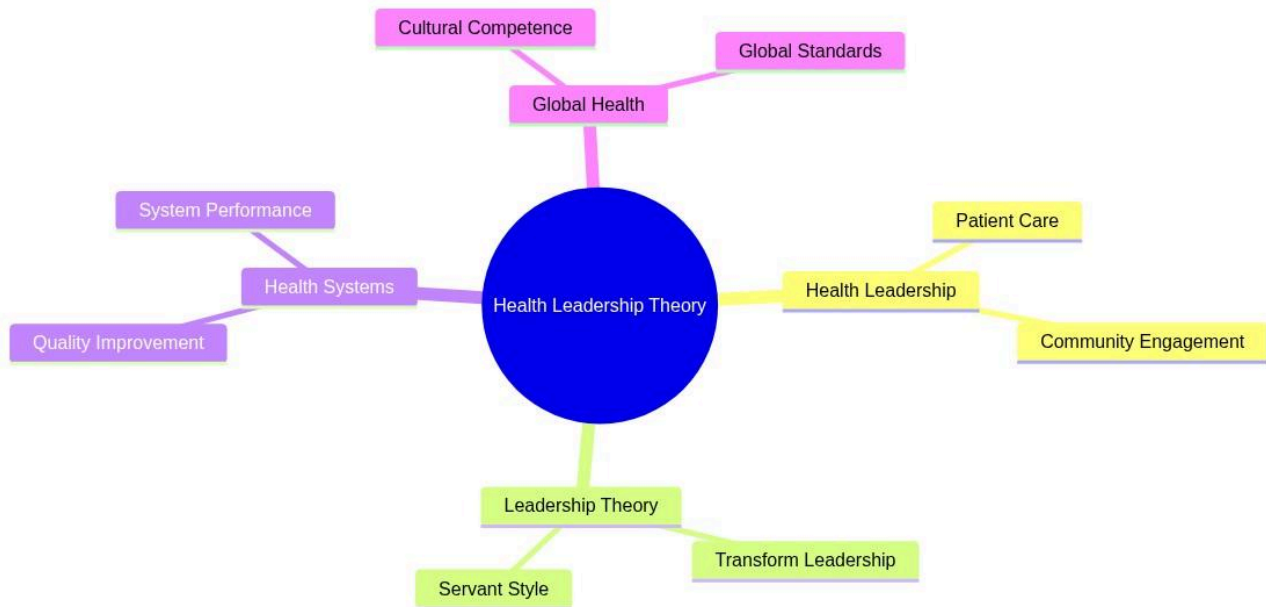 Cultural Competence
Global Standards
Global Health
System Performance
Patient Care
Health Systems
Health Leadership Theory
Health Leadership
Quality Improvement
Community Engagement
Leadership Theory
Transform Leadership
Servant Style